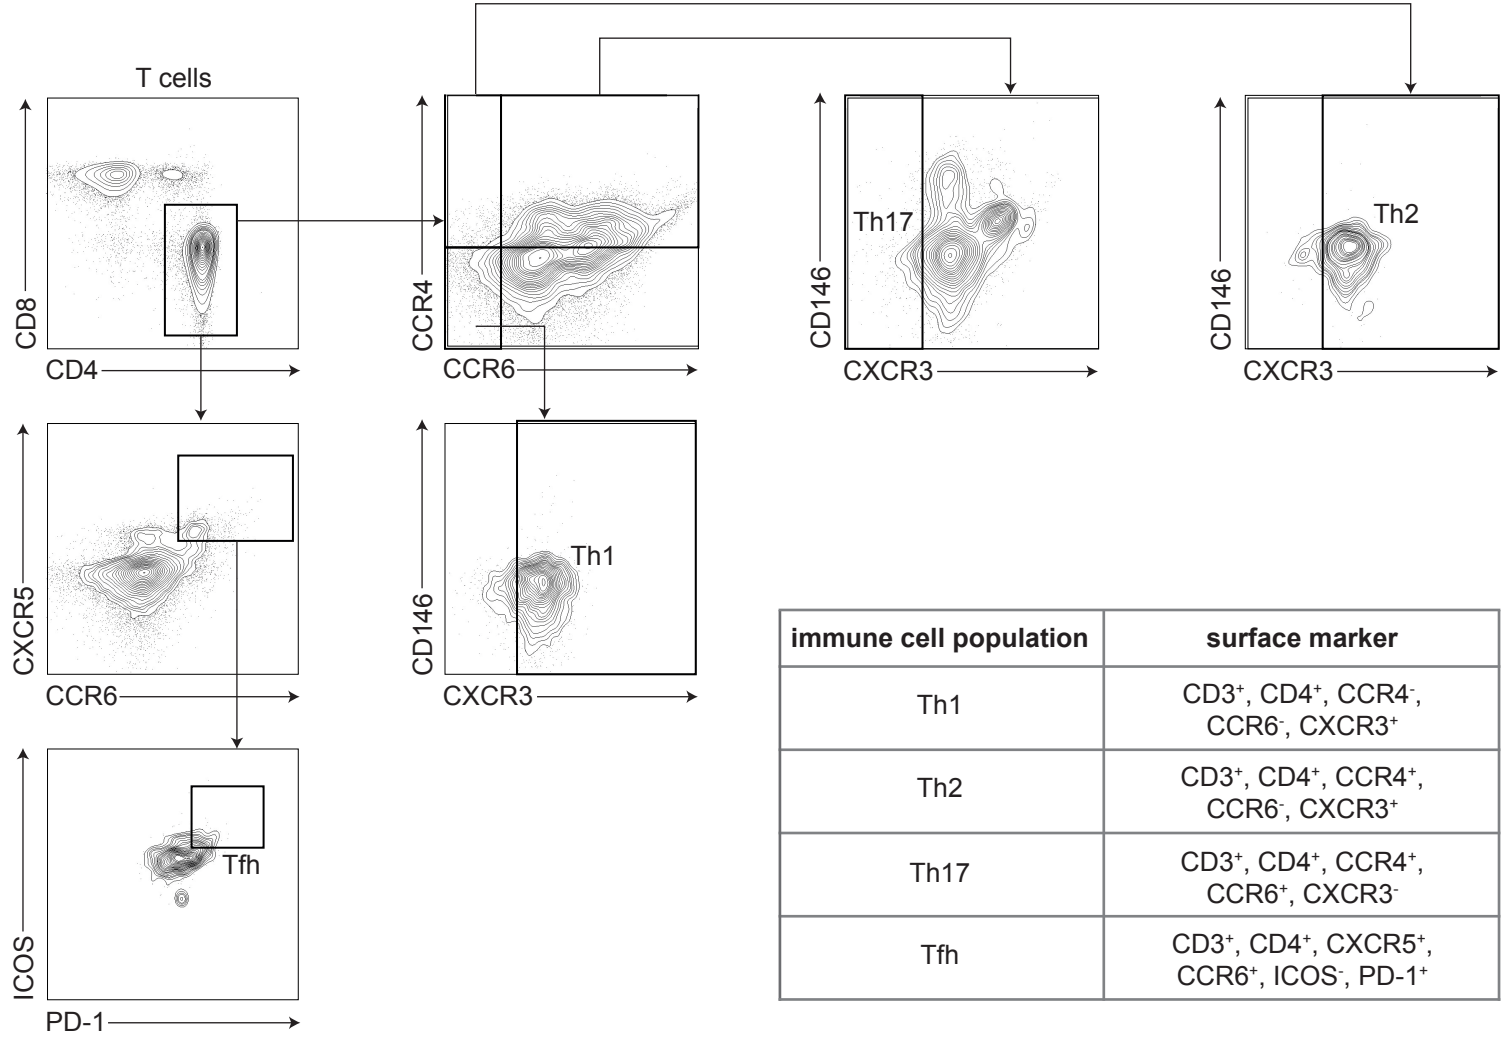 T cells
CD8
CD4
CCR4
CCR6
Th17
CD146
CXCR3
Th2
CD146
CXCR3
CXCR5
CCR6
Th1
CD146
CXCR3
Tfh
ICOS
PD-1
immune cell population surface marker
Th1 CD3⁺, CD4⁺, CCR4⁻,
CCR6⁻, CXCR3⁺
Th2 CD3⁺, CD4⁺, CCR4⁺,
CCR6⁻, CXCR3⁺
Th17 CD3⁺, CD4⁺, CCR4⁺,
CCR6⁺, CXCR3⁻
Tfh CD3⁺, CD4⁺, CXCR5⁺,
CCR6⁺, ICOS⁻, PD-1⁺